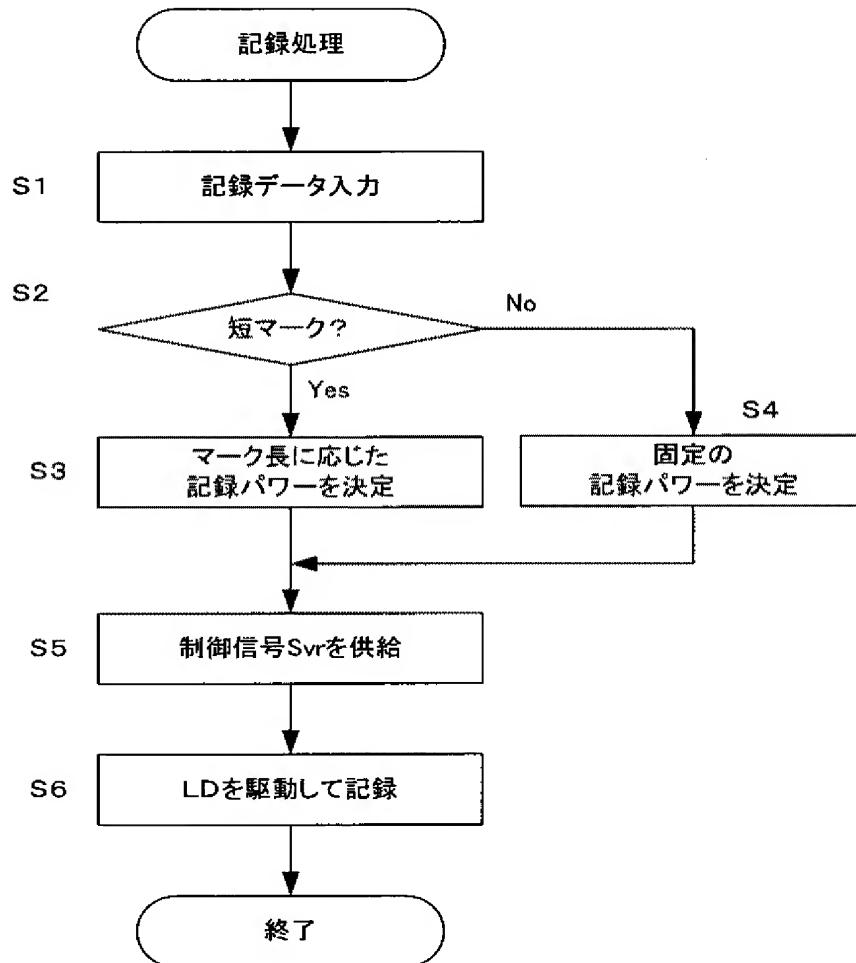 記録処理
S1
記録データ入力
S2
短マーク?
No
Yes
S4
S3
マーク長に応じた
記録パワーを決定
固定の
記録パワーを決定
S5
制御信号Svrを供給
S6
LDを駆動して記録
終了